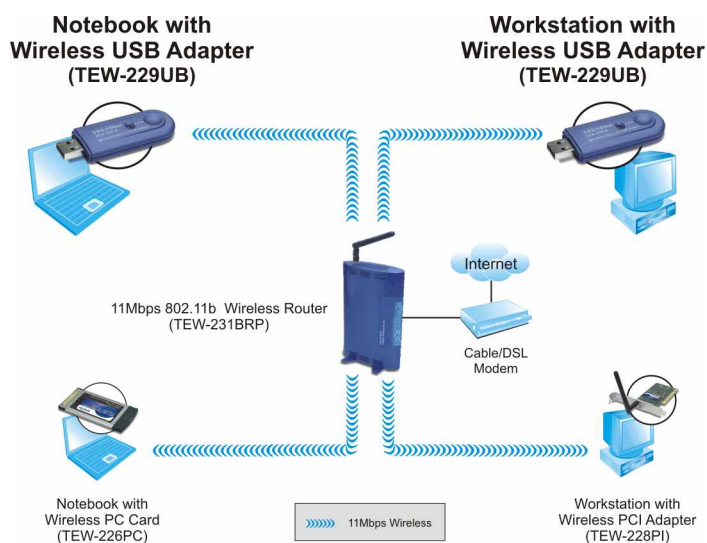 Notebook with
Wireless USB Adapter
(TEW-229UB)
Workstation with
Wireless USB Adapter
(TEW-229UB)
TRENDnet
Internet
11Mbps 802.11b Wireless Router
(TEW-231BRP)
Cable/DSL
Modem
Notebook with
Wireless PC Card
(TEW-226PC)
11Mbps Wireless
Workstation with
Wireless PCI Adapter
(TEW-228PI)